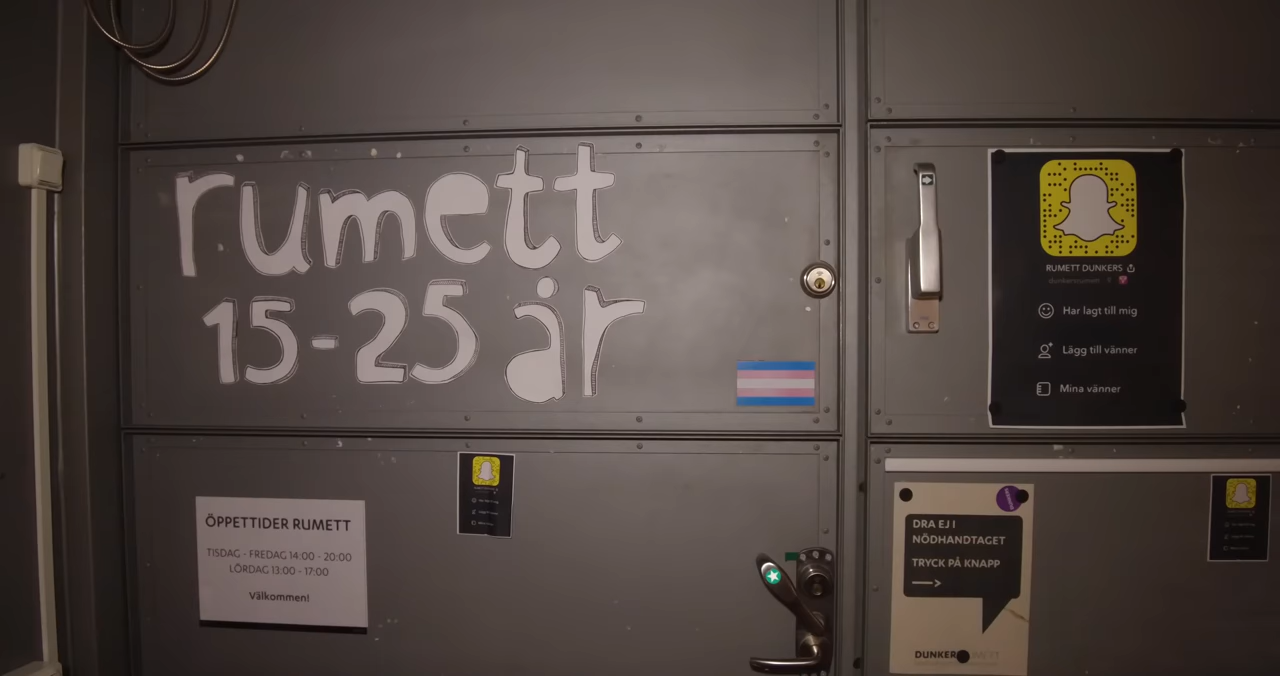 rumett
15-25 år
RUMETT DUNKERS
dunkersrumett
Har lagt till mig
Lägg till vänner
Mina vänner
ÖPPETTIDER RUMETT
TISDAG - FREDAG 14:00 - 20:00
LÖRDAG 13:00 - 17:00
Välkommen!
DRA EJ I
NÖDHANDTAGET
TRYCK PÅ KNAPP